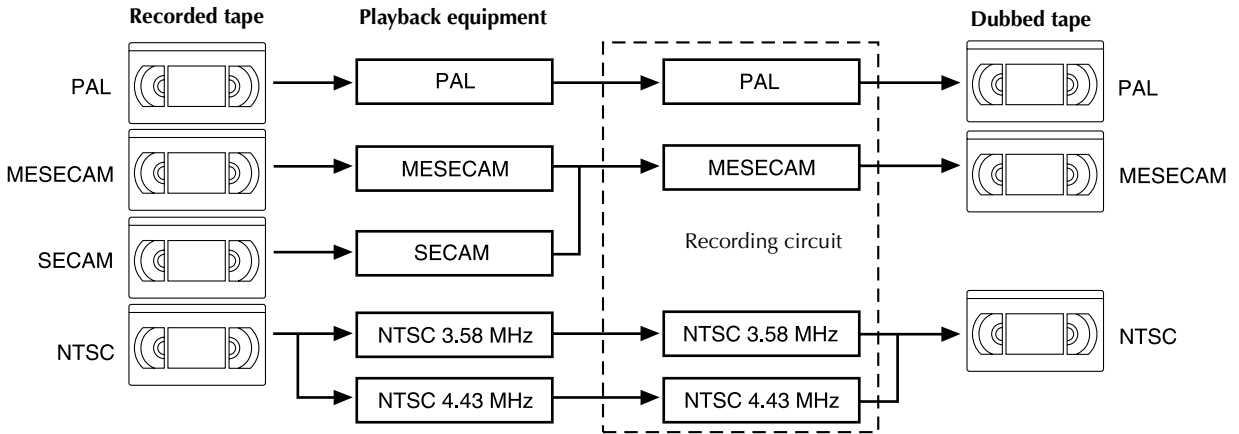 Recorded tape
Playback equipment
Dubbed tape
PAL
PAL
PAL
PAL
MESECAM
MESECAM
MESECAM
MESECAM
SECAM
SECAM
Recording circuit
NTSC
NTSC 3.58 MHz
NTSC 3.58 MHz
NTSC
NTSC 4.43 MHz
NTSC 4.43 MHz